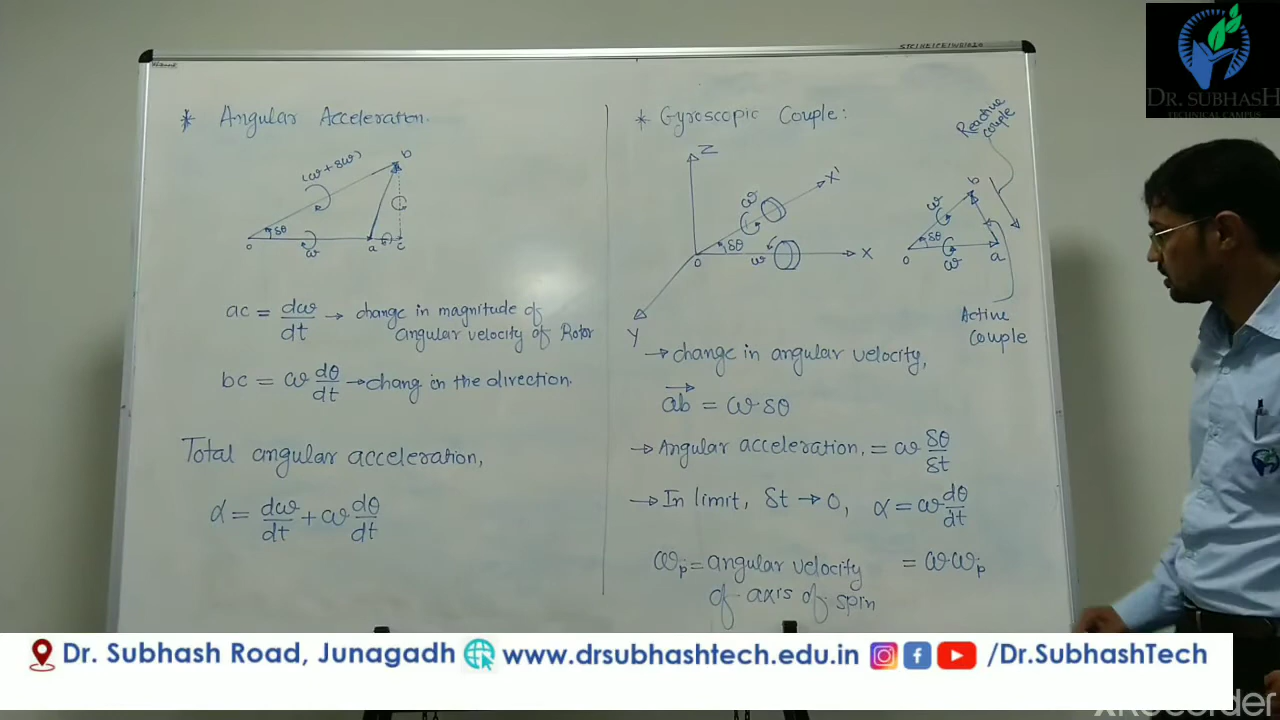 * Angular Acceleration.
(ω + δω)
b
δθ
o
ω
a
c
ac = dω/dt → change in magnitude of
angular velocity of Rotor
bc = ω dθ/dt → chang in the direction.
Total angular acceleration,
α = dω/dt + ω dθ/dt
* Gyroscopic Couple:
Z
X'
ω
δθ
ω
X
O
Y
Reactive
couple
b
ω
δθ
o
ω
a
Active
Couple
→ change in angular velocity,
ab = ω·δθ
→ Angular acceleration, = ω δθ/δt
→ In limit, δt → 0, α = ω dθ/dt
ωp = angular velocity = ω·ωp
of axis of spin
DR. SUBHASH
TECHNICAL CAMPUS
Dr. Subhash Road, Junagadh www.drsubhashtech.edu.in /Dr.SubhashTech